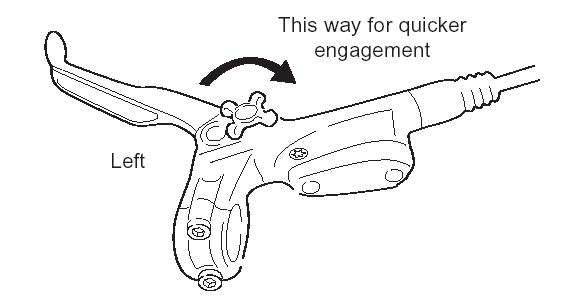 This way for quicker
engagement
Left